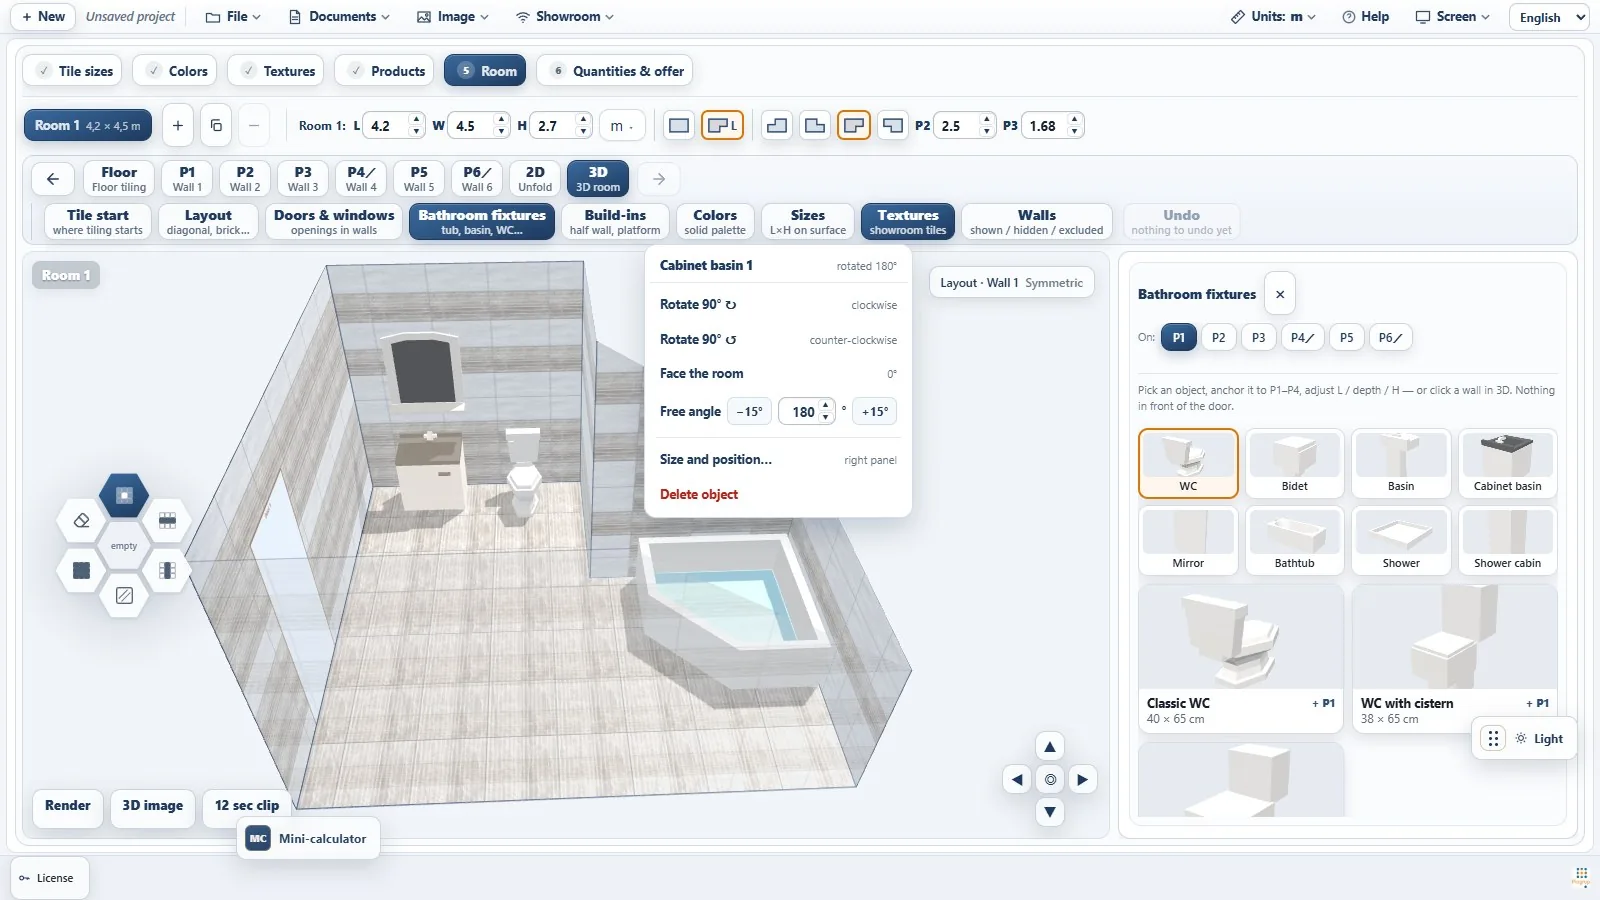 + New
Unsaved project
File
Documents
Image
Showroom
Units: m
Help
Screen
English
Tile sizes
Colors
Textures
Products
5 Room
6 Quantities & offer
Room 1 4,2 × 4,5 m
+
−
Room 1:
L 4.2
W 4.5
H 2.7
m
L
P2 2.5
P3 1.68
Floor
Floor tiling
P1
Wall 1
P2
Wall 2
P3
Wall 3
P4
Wall 4
P5
Wall 5
P6
Wall 6
2D
Unfold
3D
3D room
Tile start
where tiling starts
Layout
diagonal, brick...
Doors & windows
openings in walls
Bathroom fixtures
tub, basin, WC...
Build-ins
half wall, platform
Colors
solid palette
Sizes
L×H on surface
Textures
showroom tiles
Walls
shown / hidden / excluded
Undo
nothing to undo yet
Room 1
Cabinet basin 1
rotated 180°
Rotate 90° ↻
clockwise
Rotate 90° ↺
counter-clockwise
Face the room
0°
Free angle
−15°
180
°
+15°
Size and position...
right panel
Delete object
Layout · Wall 1 Symmetric
empty
Render
3D image
12 sec clip
MC Mini-calculator
License
Bathroom fixtures
×
On:
P1
P2
P3
P4
P5
P6
Pick an object, anchor it to P1–P4, adjust L / depth / H — or click a wall in 3D. Nothing
in front of the door.
WC
Bidet
Basin
Cabinet basin
Mirror
Bathtub
Shower
Shower cabin
Classic WC
+ P1
40 × 65 cm
WC with cistern
+ P1
38 × 65 cm
Light